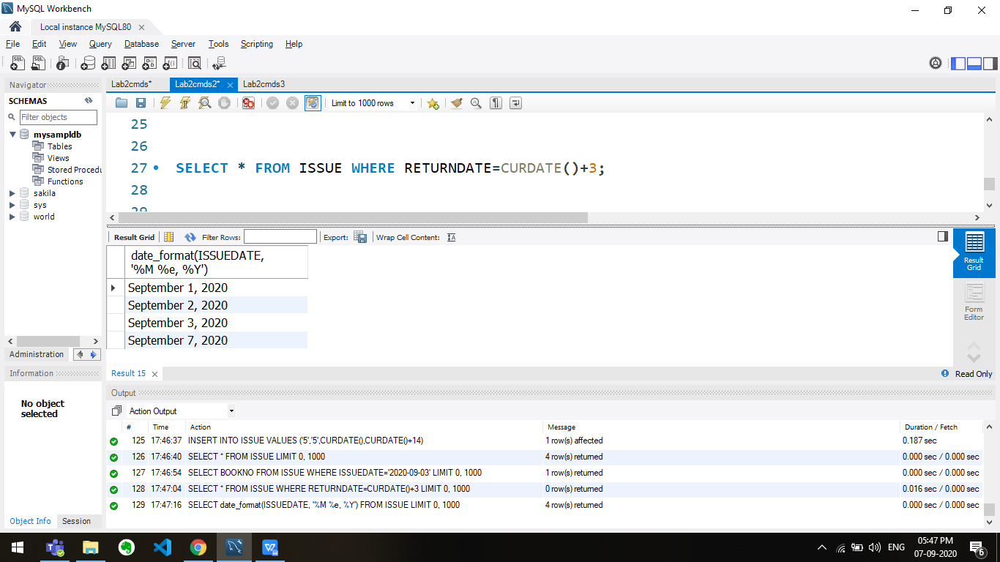 MySQL Workbench
Local instance MySQL80
File Edit View Query Database Server Tools Scripting Help
Navigator
SCHEMAS
Filter objects
mysampldb
Tables
Views
Stored Procedu
Functions
sakila
sys
world
Administration
Information
No object
selected
Object Info Session
Lab2cmds* Lab2cmds2* Lab2cmds3
Limit to 1000 rows
25
26
27 SELECT * FROM ISSUE WHERE RETURNDATE=CURDATE()+3;
28
29
Result Grid Filter Rows: Export: Wrap Cell Content:
date_format(ISSUEDATE,
'%M %e, %Y')
September 1, 2020
September 2, 2020
September 3, 2020
September 7, 2020
Result
Grid
Form
Editor
Result 15 Read Only
Output
Action Output
# Time Action Message Duration / Fetch
125 17:46:37 INSERT INTO ISSUE VALUES ('5','5',CURDATE(),CURDATE()+14) 1 row(s) affected 0.187 sec
126 17:46:40 SELECT * FROM ISSUE LIMIT 0, 1000 4 row(s) returned 0.000 sec / 0.000 sec
127 17:46:54 SELECT BOOKNO FROM ISSUE WHERE ISSUEDATE='2020-09-03' LIMIT 0, 1000 1 row(s) returned 0.000 sec / 0.000 sec
128 17:47:04 SELECT * FROM ISSUE WHERE RETURNDATE=CURDATE()+3 LIMIT 0, 1000 0 row(s) returned 0.016 sec / 0.000 sec
129 17:47:16 SELECT date_format(ISSUEDATE, '%M %e, %Y') FROM ISSUE LIMIT 0, 1000 4 row(s) returned 0.000 sec / 0.000 sec
ENG
05:47 PM
07-09-2020
6